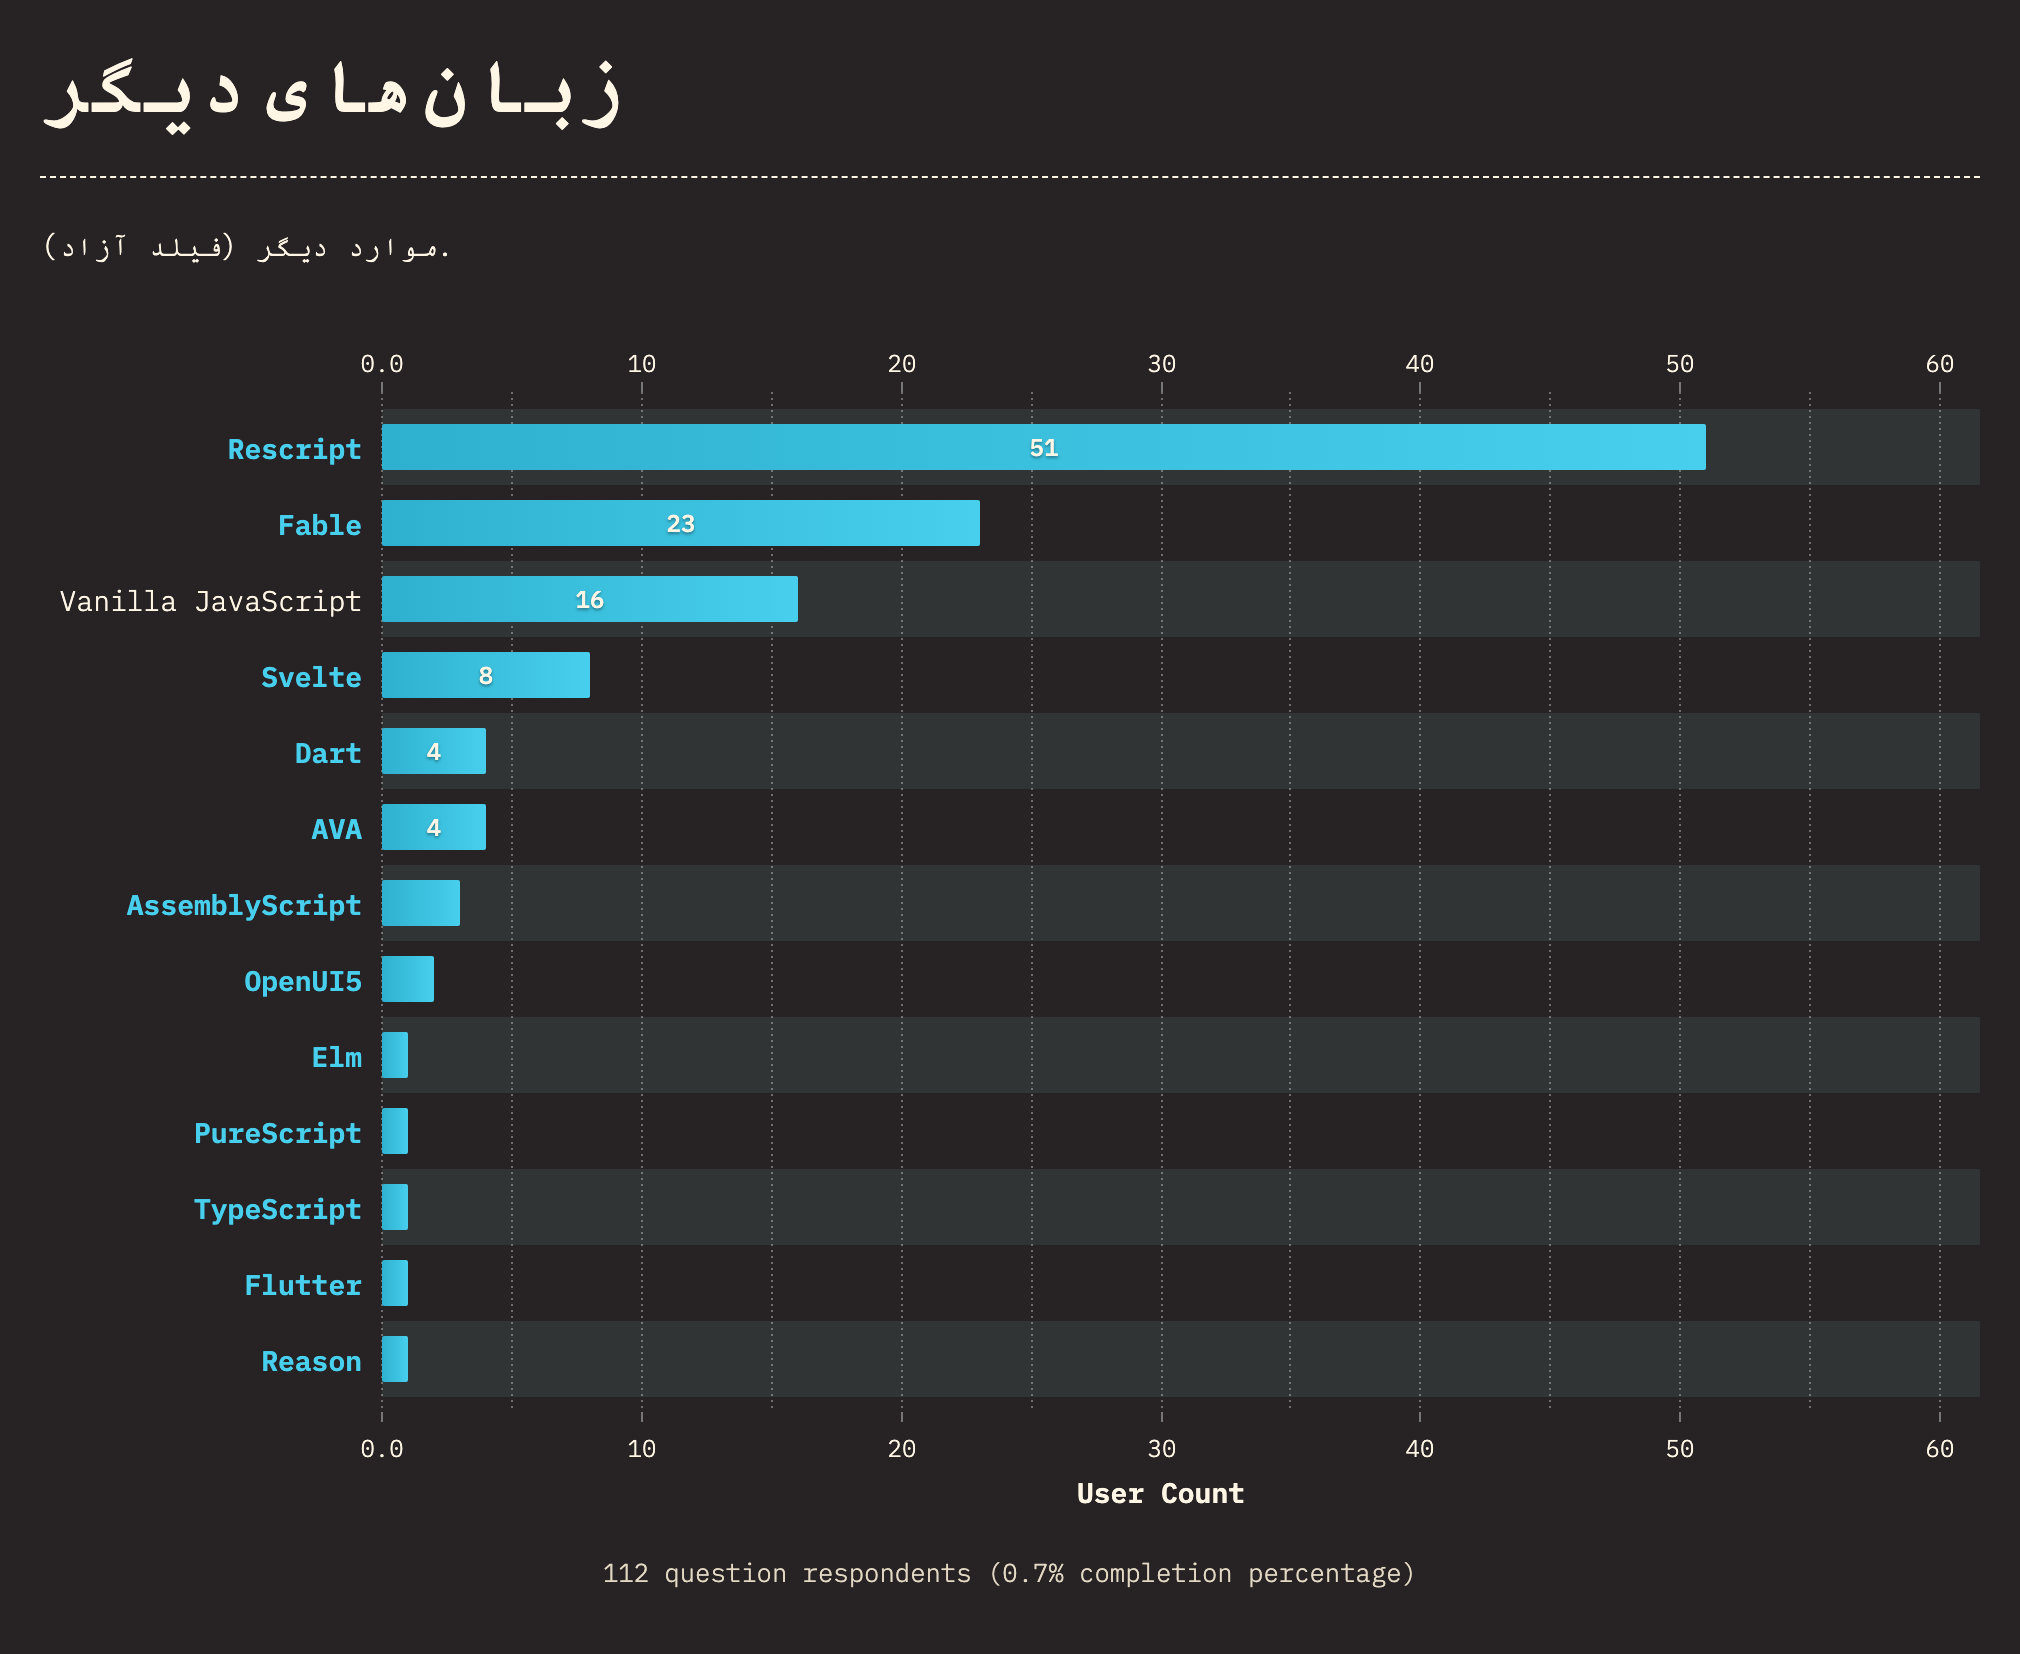 زبان‌های دیگر
موارد دیگر (فیلد آزاد).
0.0 10 20 30 40 50 60
Rescript 51
Fable 23
Vanilla JavaScript 16
Svelte 8
Dart 4
AVA 4
AssemblyScript
OpenUI5
Elm
PureScript
TypeScript
Flutter
Reason
0.0 10 20 30 40 50 60
User Count
112 question respondents (0.7% completion percentage)